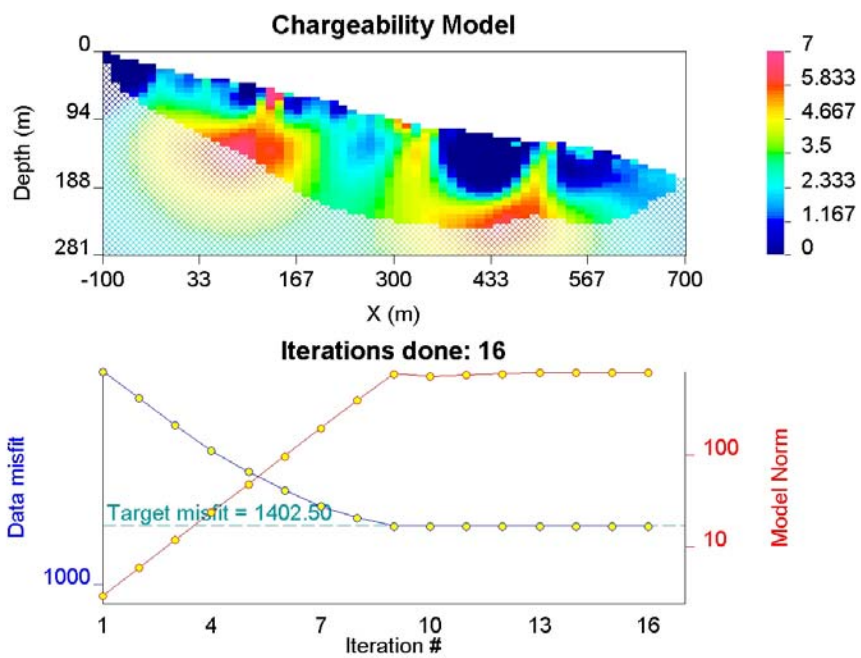 Chargeability Model
0
94
188
281
Depth (m)
-100 33 167 300 433 567 700
X (m)
7
5.833
4.667
3.5
2.333
1.167
0
Iterations done: 16
Data misfit
1000
Target misfit = 1402.50
100
10
Model Norm
1 4 7 10 13 16
Iteration #